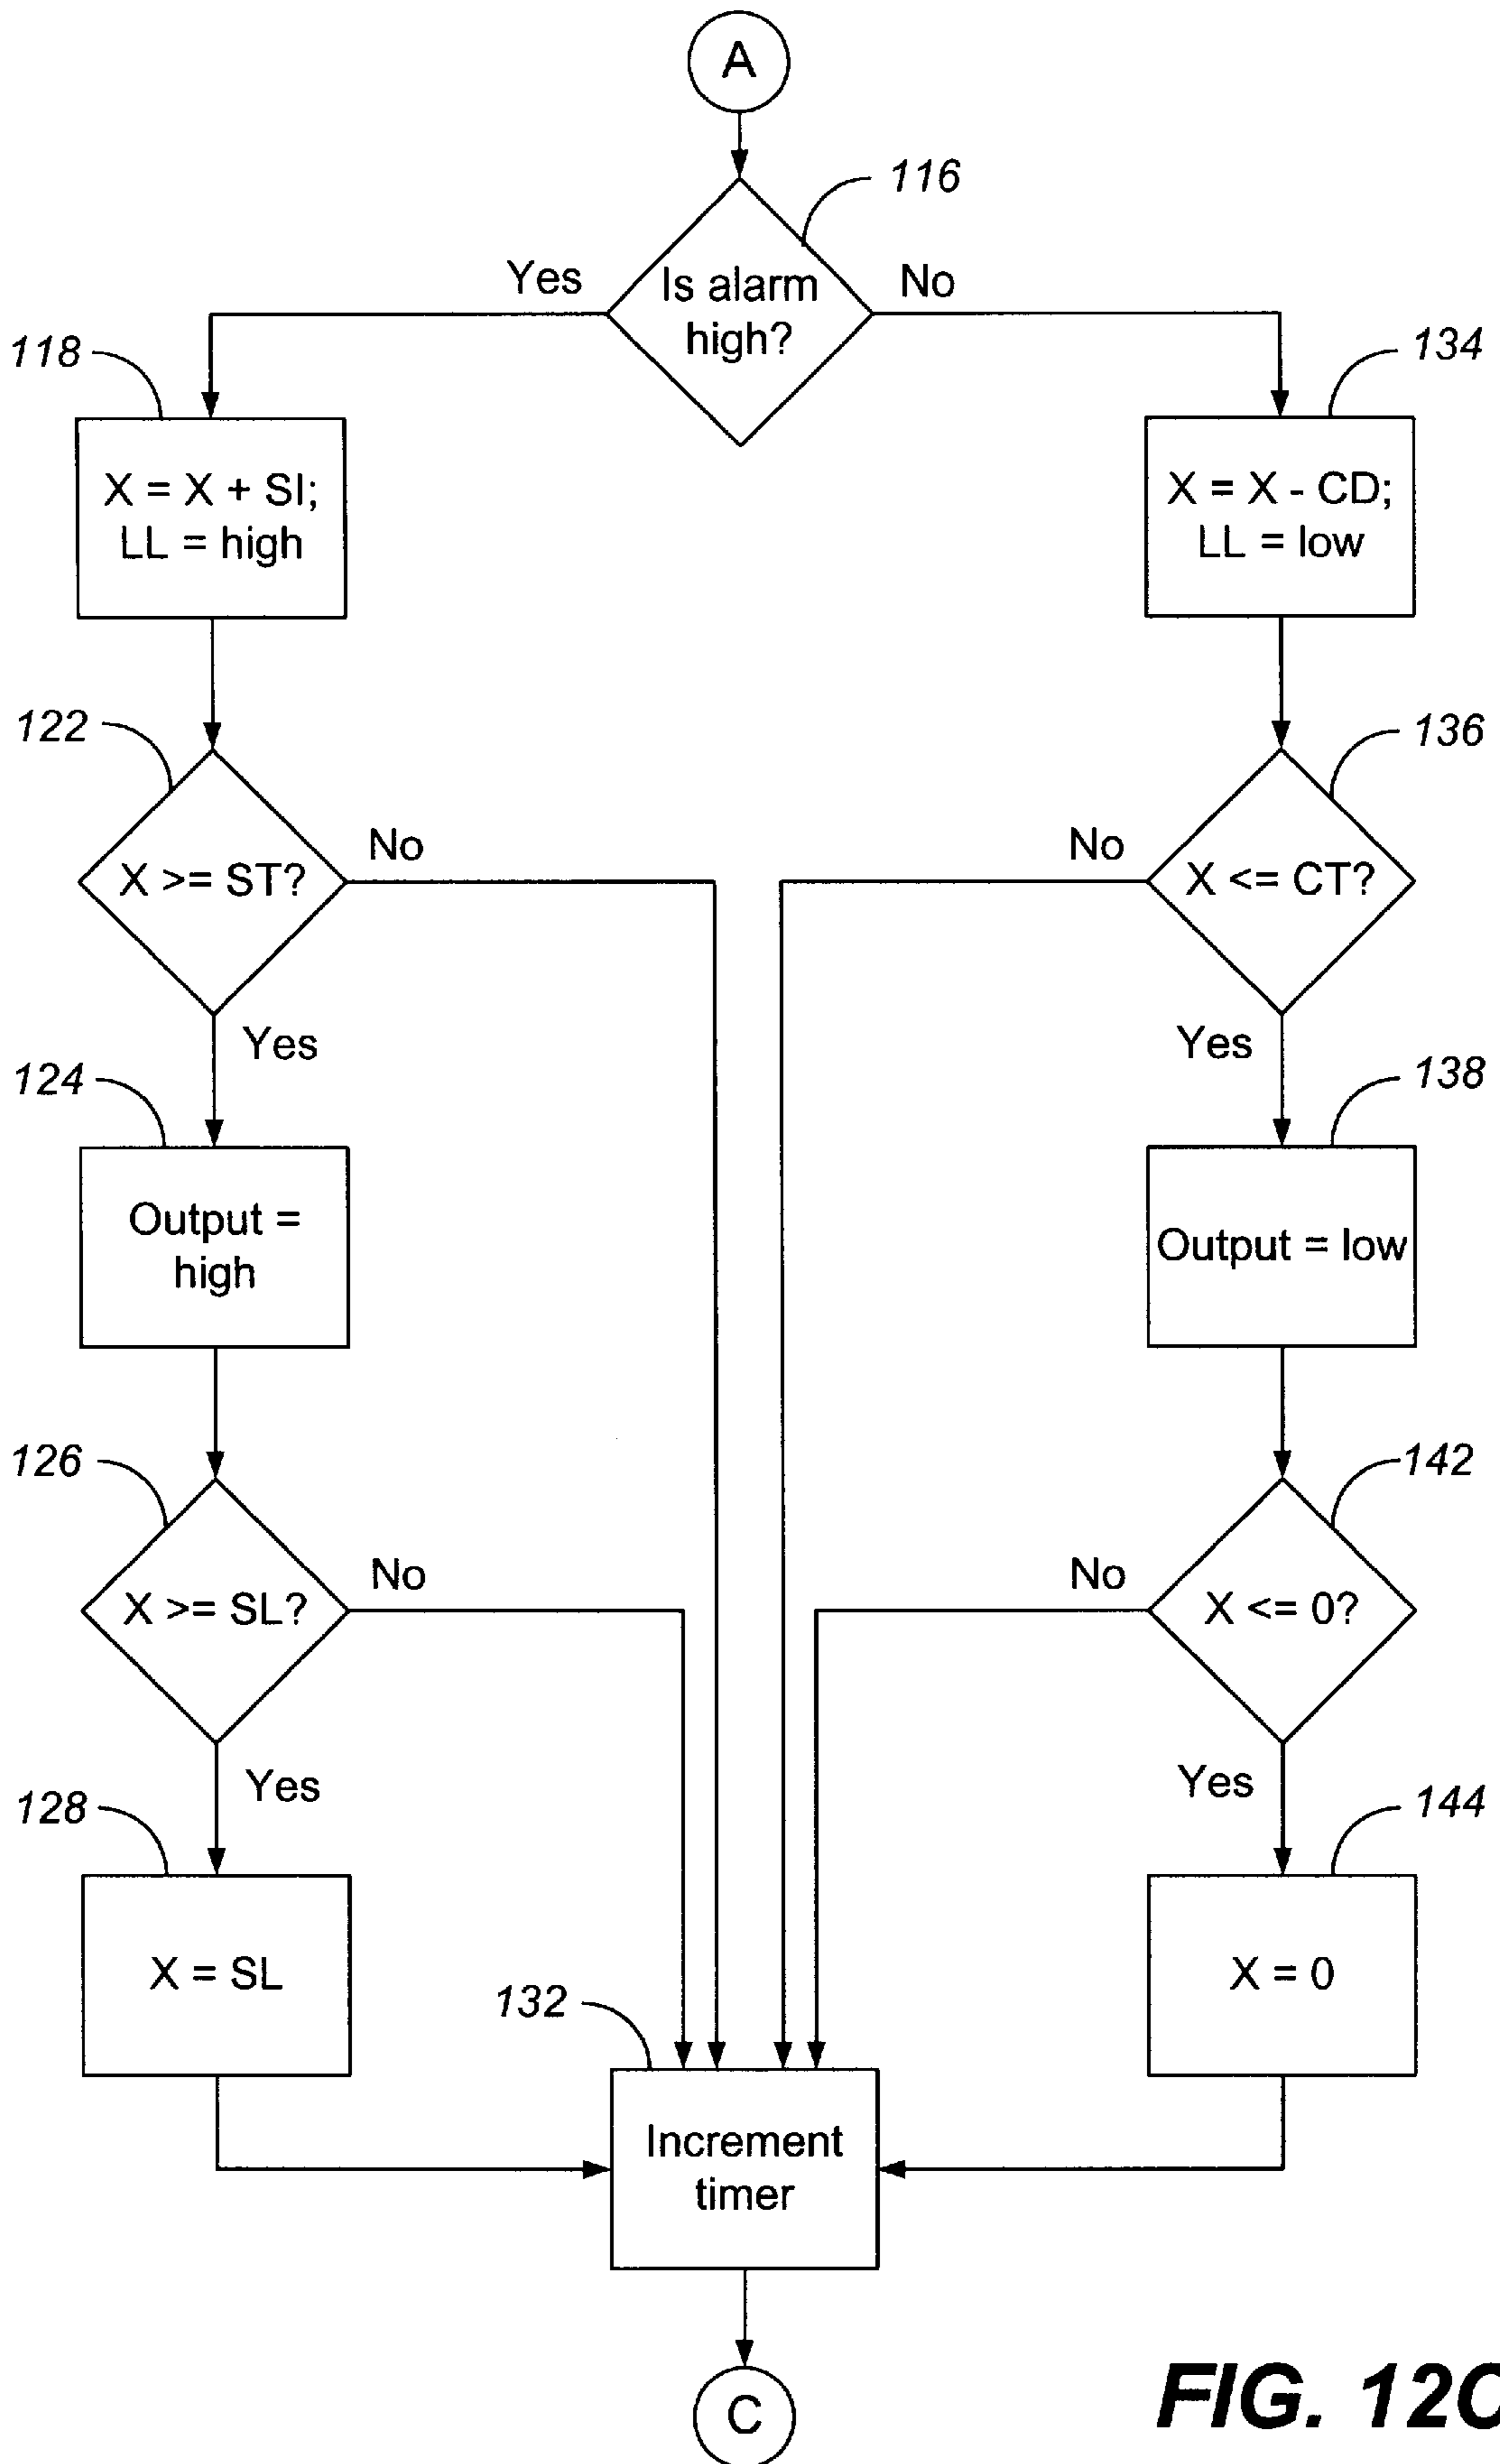 A
116
Yes
Is alarm
high?
No
118
134
X = X + SI;
LL = high
X = X - CD;
LL = low
122
136
X >= ST?
No
No
X <= CT?
Yes
Yes
124
138
Output =
high
Output = low
126
142
X >= SL?
No
No
X <= 0?
Yes
Yes
128
144
X = SL
X = 0
132
Increment
timer
C
FIG. 12C